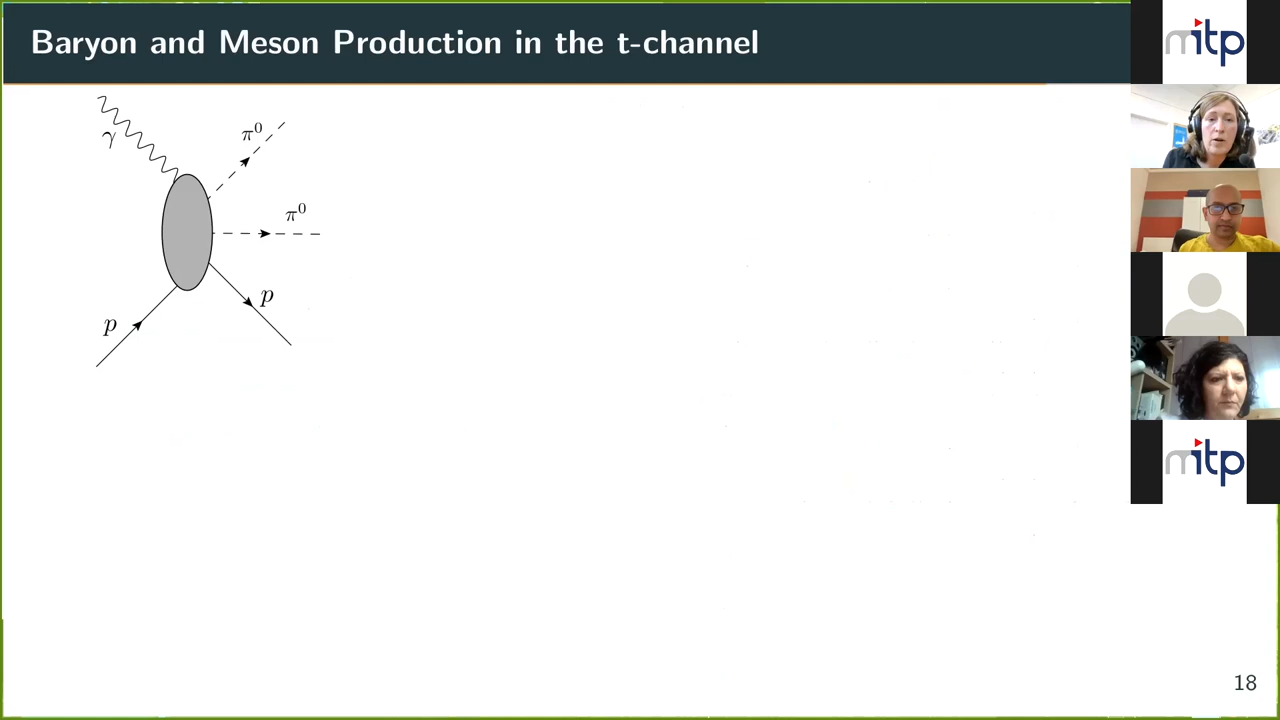 Baryon and Meson Production in the t-channel
mitp
γ
π⁰
π⁰
p
p
mitp
18